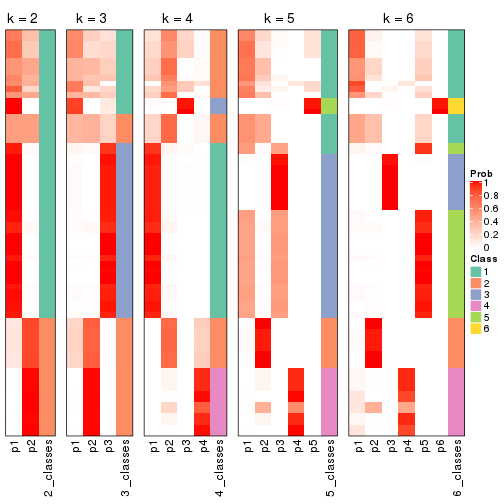 k = 2
k = 3
k = 4
k = 5
k = 6
Prob
1
0.8
0.6
0.4
0.2
0
Class
1
2
3
4
5
6
p1
p2
2_classes
p1
p2
p3
3_classes
p1
p2
p3
p4
4_classes
p1
p2
p3
p4
p5
5_classes
p1
p2
p3
p4
p5
p6
6_classes